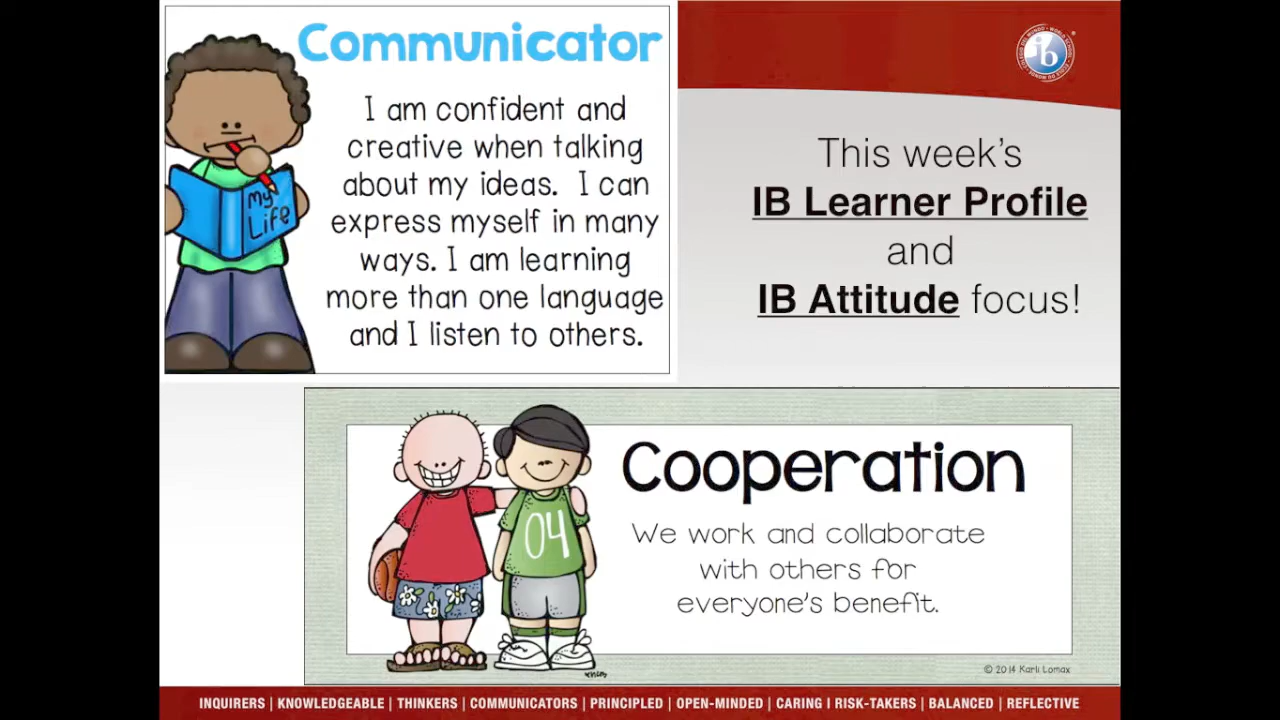 Communicator
I am confident and
creative when talking
about my ideas. I can
express myself in many
ways. I am learning
more than one language
and I listen to others.
My
Life
ib
This week's
IB Learner Profile
and
IB Attitude focus!
Cooperation
We work and collaborate
with others for
everyone's benefit.
04
© 2014 Karli Lomax
INQUIRERS | KNOWLEDGEABLE | THINKERS | COMMUNICATORS | PRINCIPLED | OPEN-MINDED | CARING I RISK-TAKERS | BALANCED | REFLECTIVE